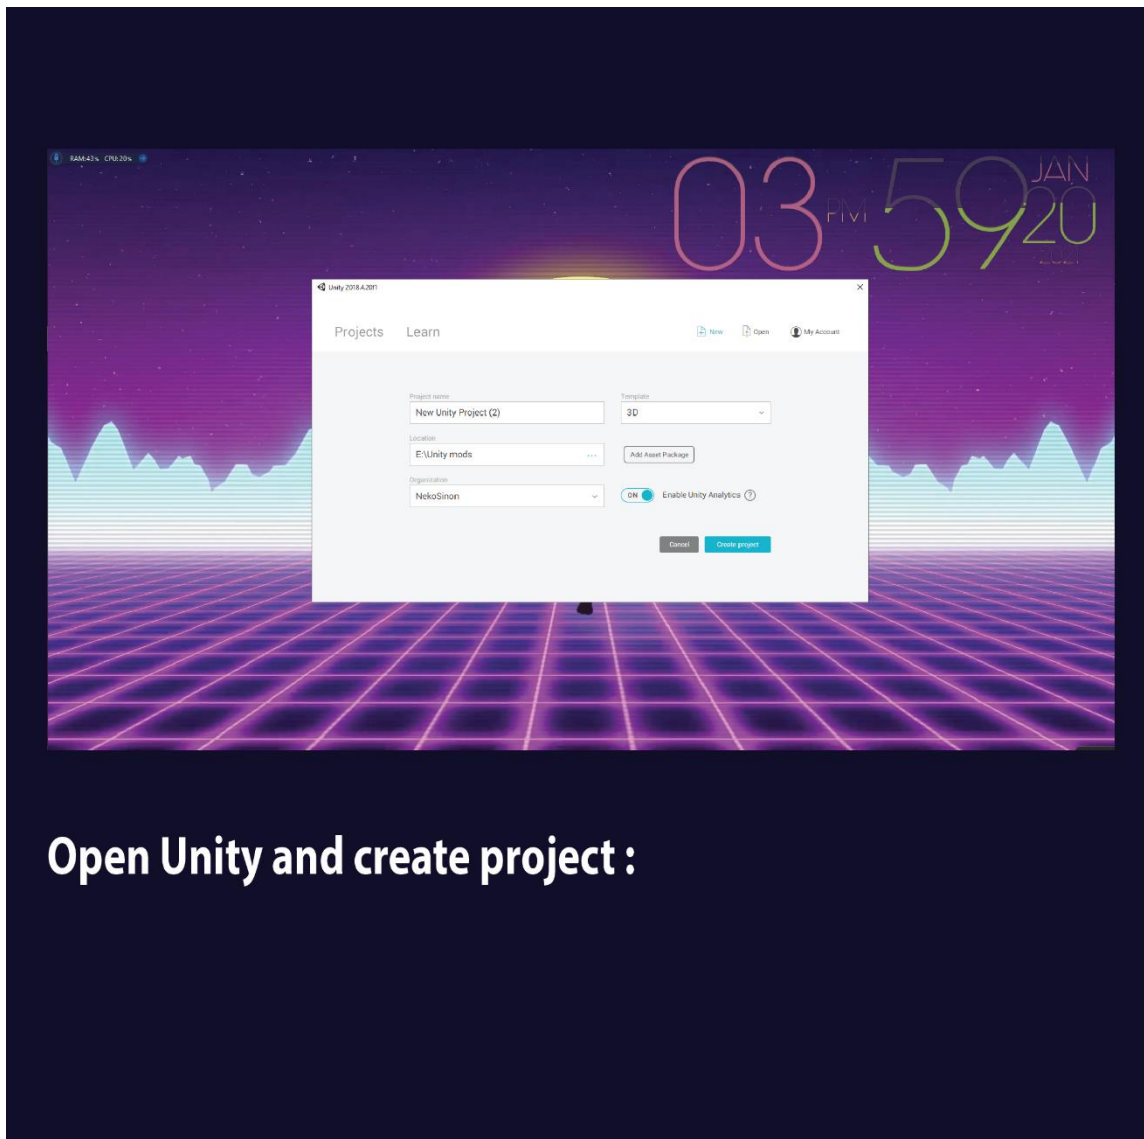 RAM:43% CPU:20%
03 PM 59
JAN
20
2021
Unity 2018.4.20f1
Projects Learn New Open My Account
Project name Template
New Unity Project (2) 3D
Location
E:\Unity mods Add Asset Package
Organization
NekoSinon ON Enable Unity Analytics ?
Cancel Create project
Open Unity and create project :